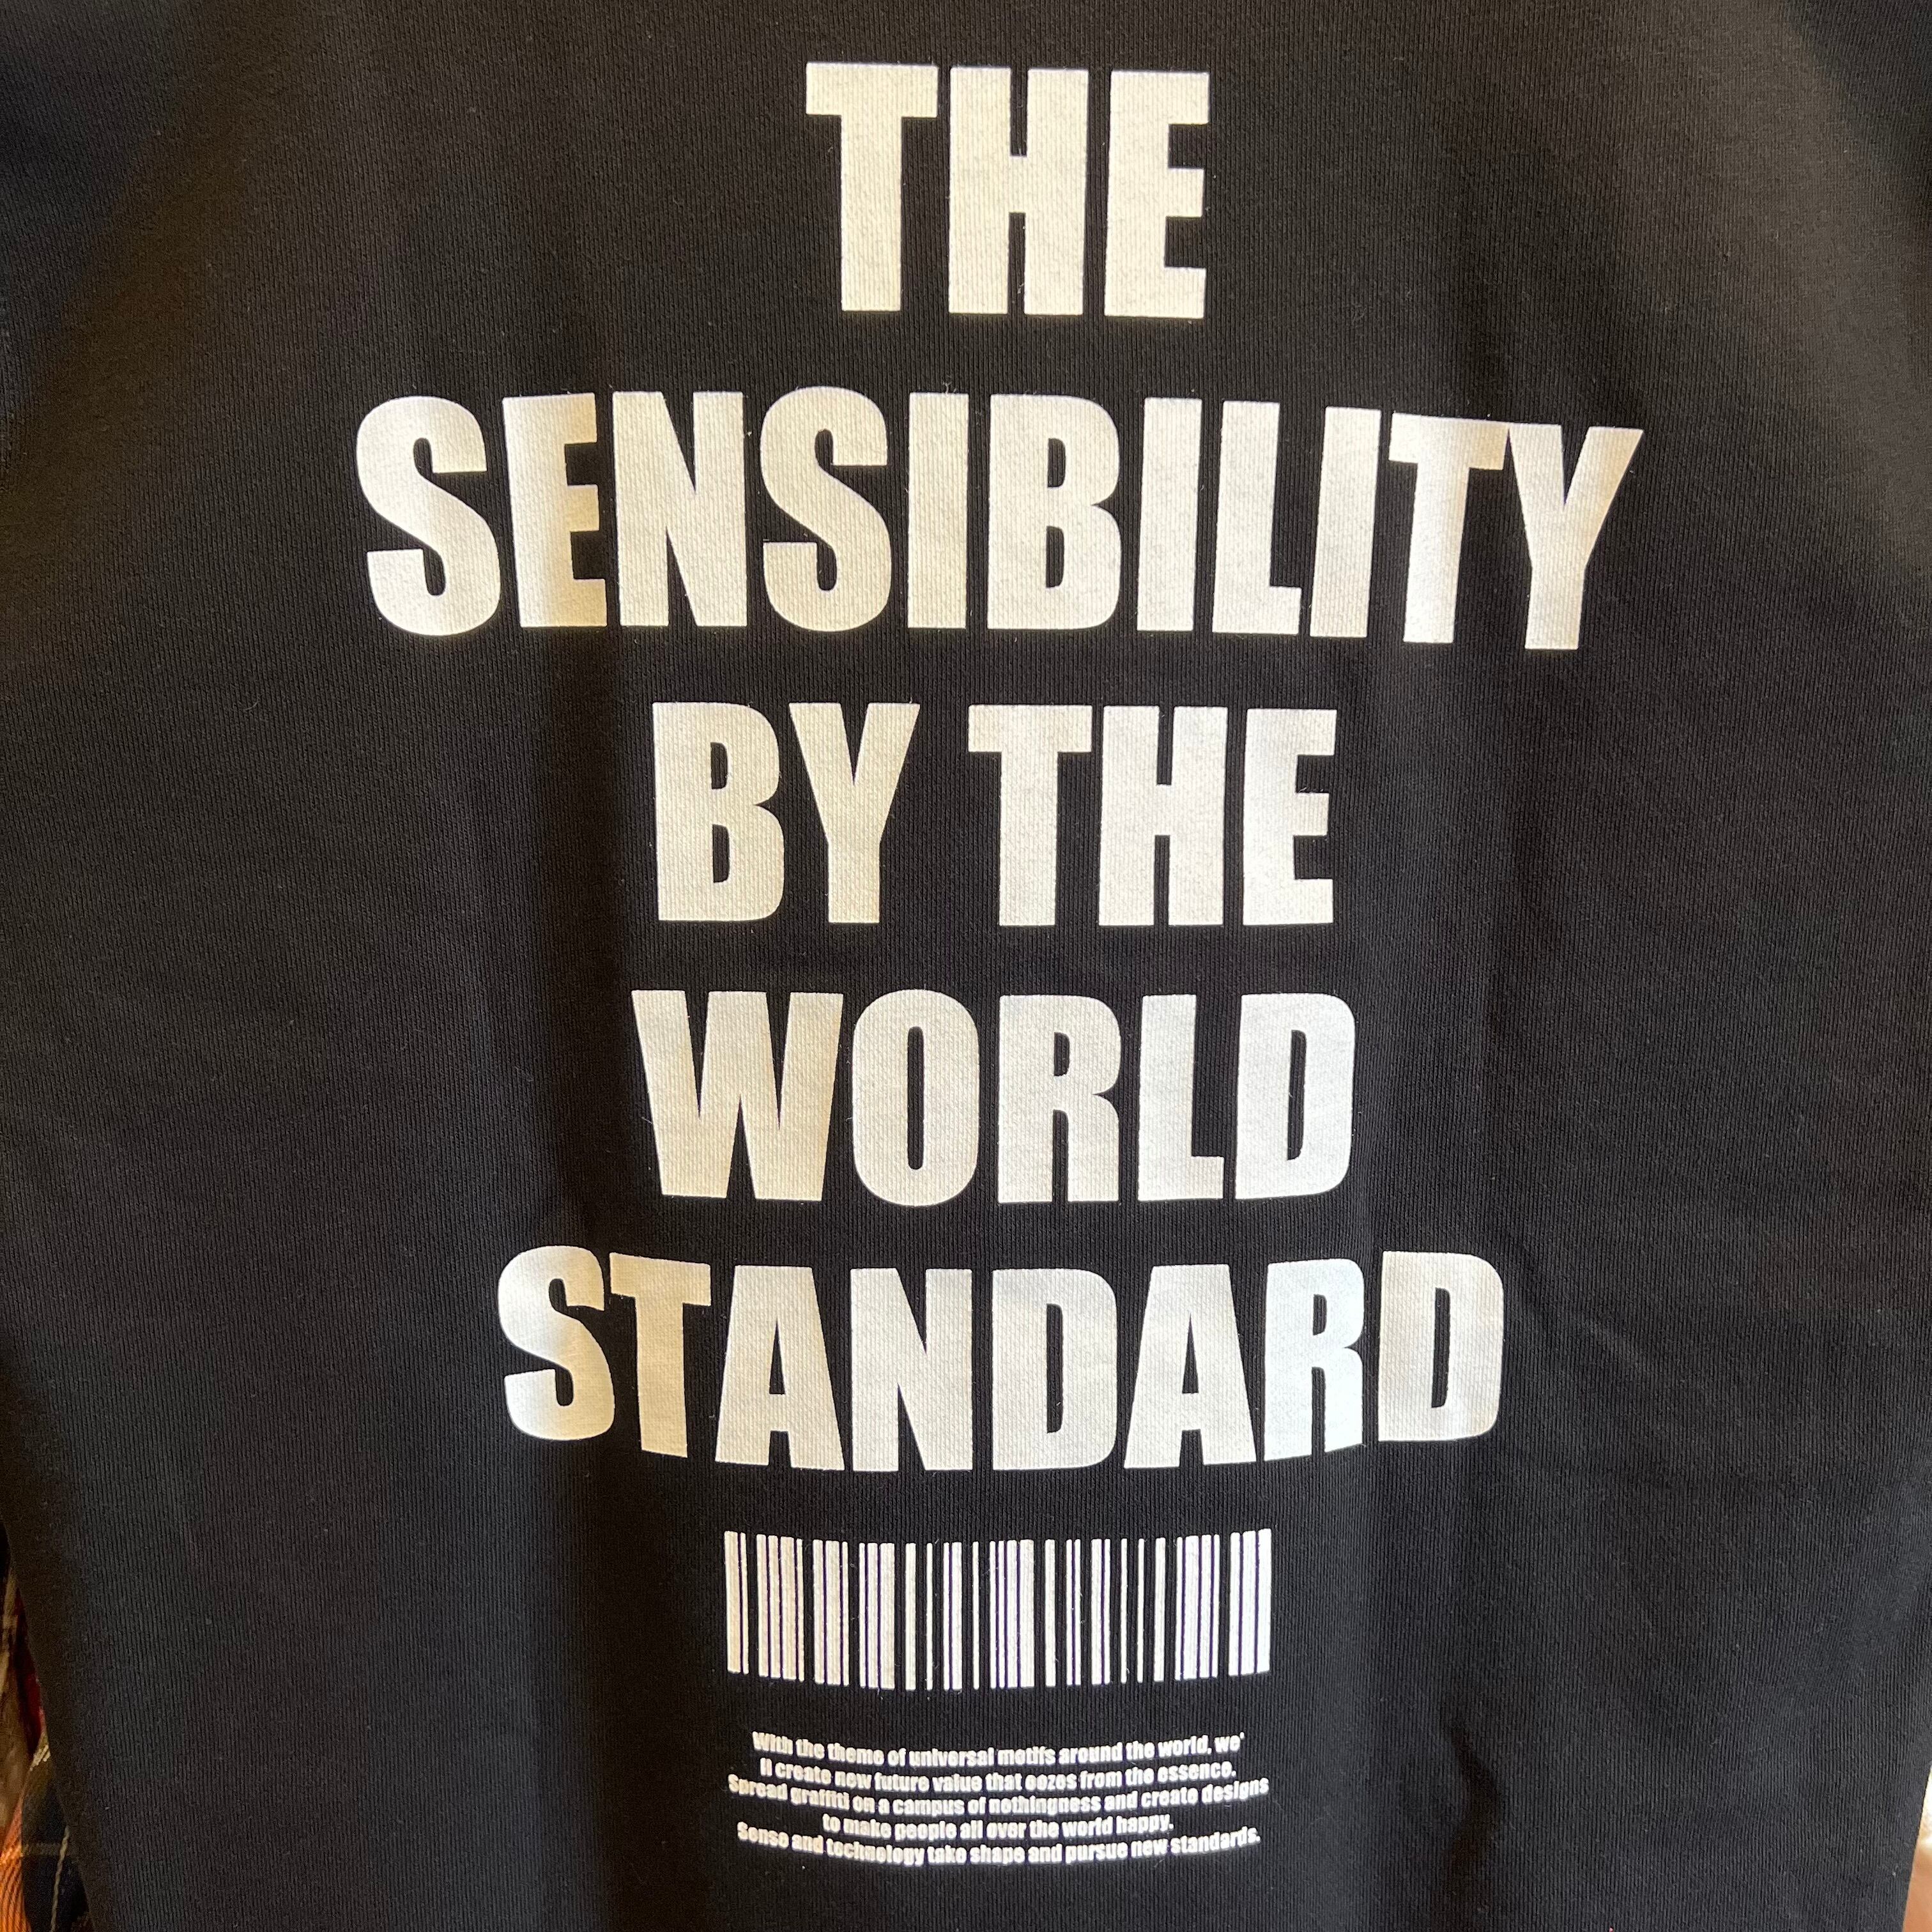 THE
SENSIBILITY
BY THE
WORLD
STANDARD
With the theme of universal motifs around the world, we'
ll create new future value that oozes from the essence.
Spread graffiti on a campus of nothingness and create designs
to make people all over the world happy.
Sense and technology take shape and pursue new standards.